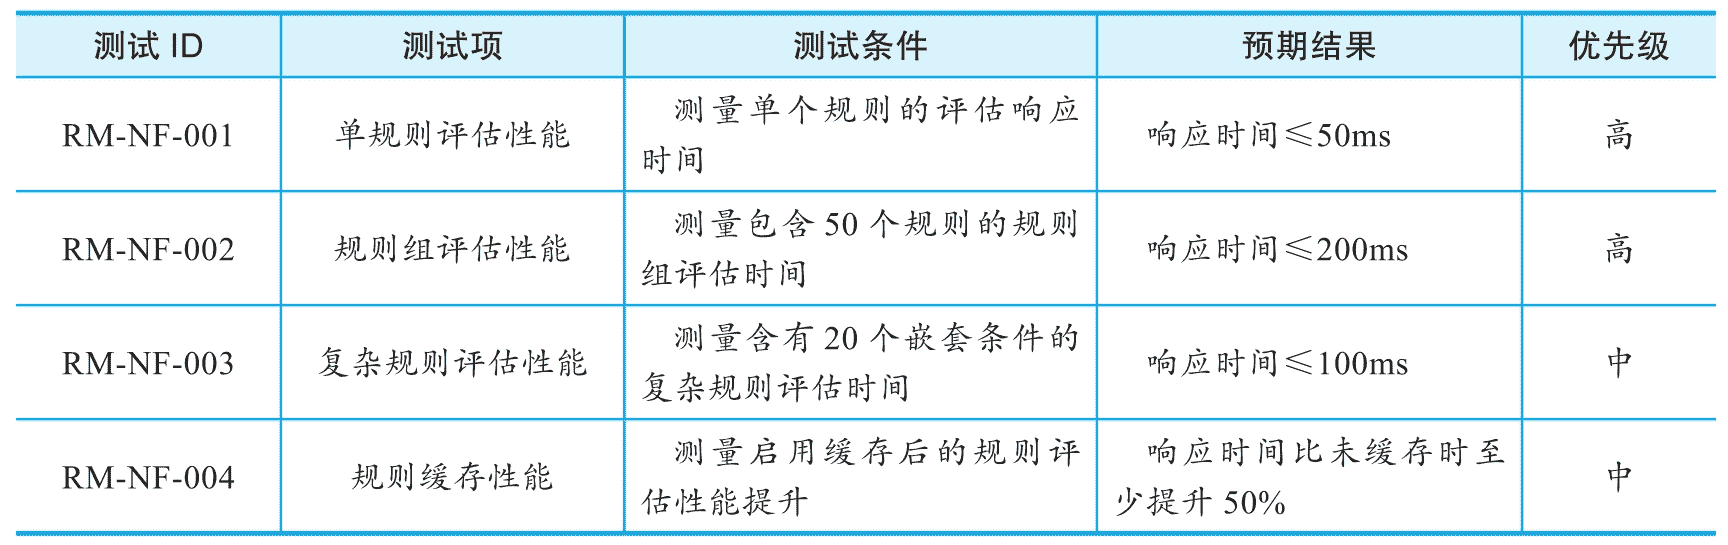 测试 ID 测试项 测试条件 预期结果 优先级
RM-NF-001 单规则评估性能 测量单个规则的评估响应
时间 响应时间≤50ms 高
RM-NF-002 规则组评估性能 测量包含 50 个规则的规则
组评估时间 响应时间≤200ms 高
RM-NF-003 复杂规则评估性能 测量含有 20 个嵌套条件的
复杂规则评估时间 响应时间≤100ms 中
RM-NF-004 规则缓存性能 测量启用缓存后的规则评
估性能提升 响应时间比未缓存时至
少提升 50% 中